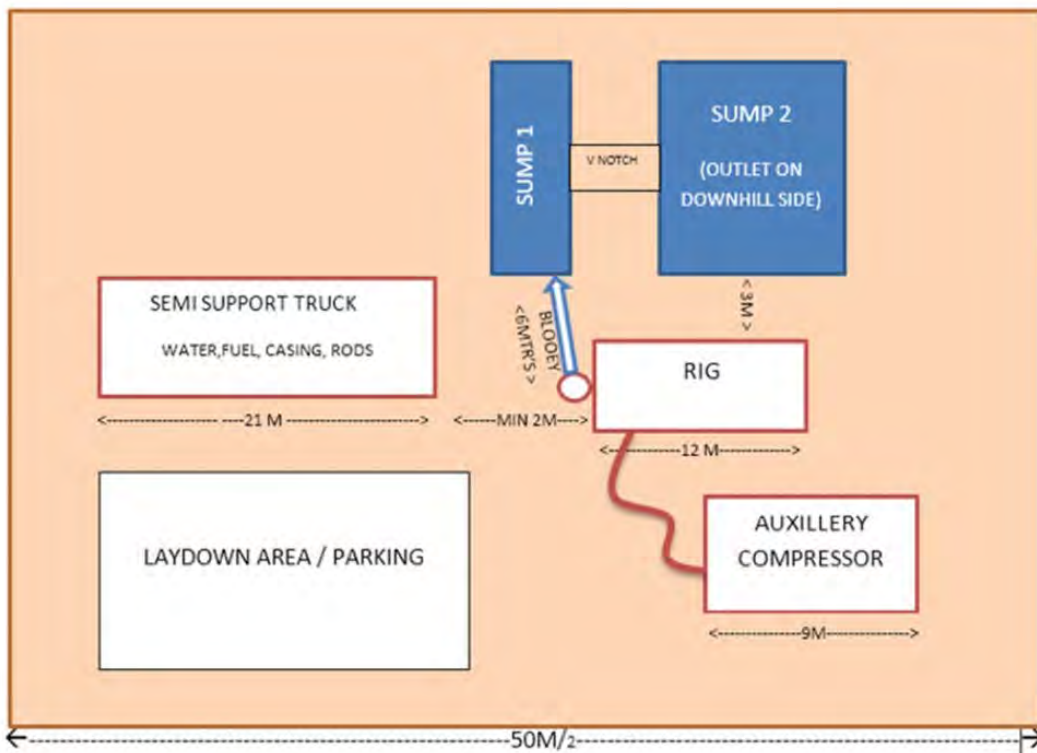 SUMP 1
V NOTCH
SUMP 2
(OUTLET ON
DOWNHILL SIDE)
SEMI SUPPORT TRUCK
WATER,FUEL, CASING, RODS
<-------------------- ----21 M ----------------------->
<6MTR'S >
BLOOEY
<------MIN 2M------>
< 3M >
RIG
<------------12 M------------>
LAYDOWN AREA / PARKING
AUXILLERY
COMPRESSOR
<---------------9M--------------->
50M/2